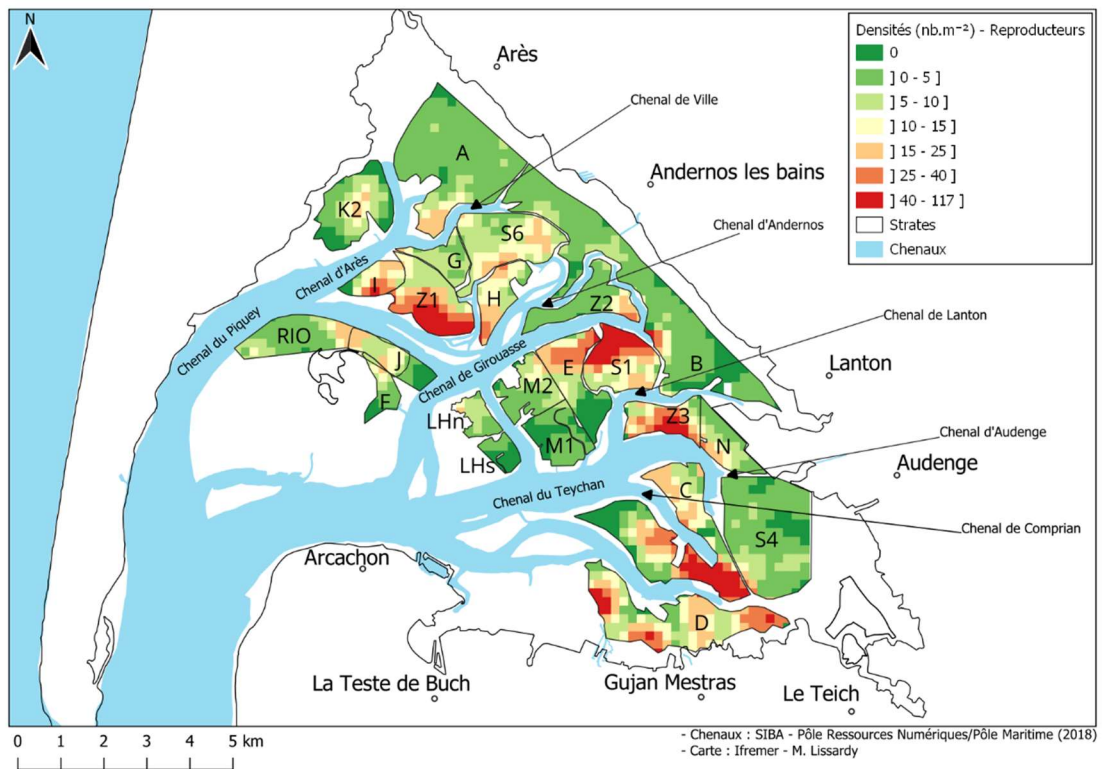 N
Arès
Chenal de Ville
Andernos les bains
Chenal d'Andernos
Densités (nb.m⁻²) - Reproducteurs
0
] 0 - 5 ]
] 5 - 10 ]
] 10 - 15 ]
] 15 - 25 ]
] 25 - 40 ]
] 40 - 117 ]
Strates
Chenaux
A
K2
S6
G
Chenal d'Arès
I
Z1
H
Z2
Chenal du Piquey
RIO
J
Chenal de Girouasse
E
S1
B
Chenal de Lanton
Lanton
F
M2
LHn
Z3
M1
N
LHs
Chenal d'Audenge
Audenge
Chenal du Teychan
C
Chenal de Comprian
S4
Arcachon
D
La Teste de Buch
Gujan Mestras
Le Teich
0 1 2 3 4 5 km
- Chenaux : SIBA - Pôle Ressources Numériques/Pôle Maritime (2018)
- Carte : Ifremer - M. Lissardy